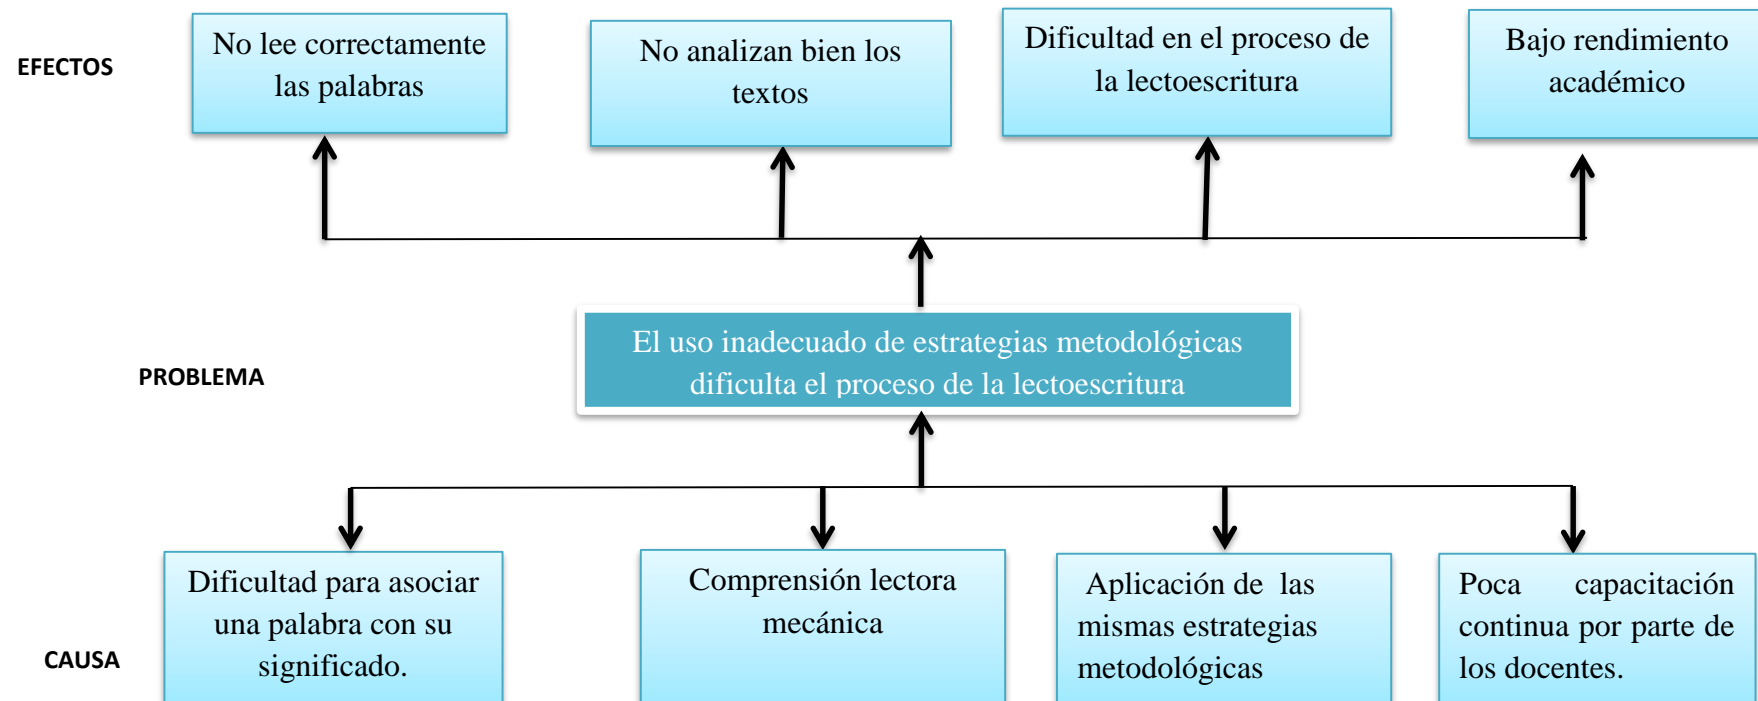 EFECTOS
No lee correctamente
las palabras
No analizan bien los
textos
Dificultad en el proceso de
la lectoescritura
Bajo rendimiento
académico
PROBLEMA
El uso inadecuado de estrategias metodológicas
dificulta el proceso de la lectoescritura
CAUSA
Dificultad para asociar
una palabra con su
significado.
Comprensión lectora
mecánica
Aplicación de las
mismas estrategias
metodológicas
Poca capacitación
continua por parte de
los docentes.